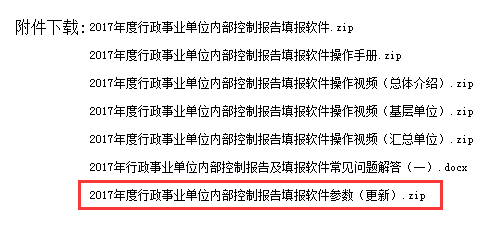 附件下载:2017年度行政事业单位内部控制报告填报软件.zip
2017年度行政事业单位内部控制报告填报软件操作手册.zip
2017年度行政事业单位内部控制报告填报软件操作视频（总体介绍）.zip
2017年度行政事业单位内部控制报告填报软件操作视频（基层单位）.zip
2017年度行政事业单位内部控制报告填报软件操作视频（汇总单位）.zip
2017年行政事业单位内部控制报告及填报软件常见问题解答（一）.docx
2017年度行政事业单位内部控制报告填报软件参数（更新）.zip